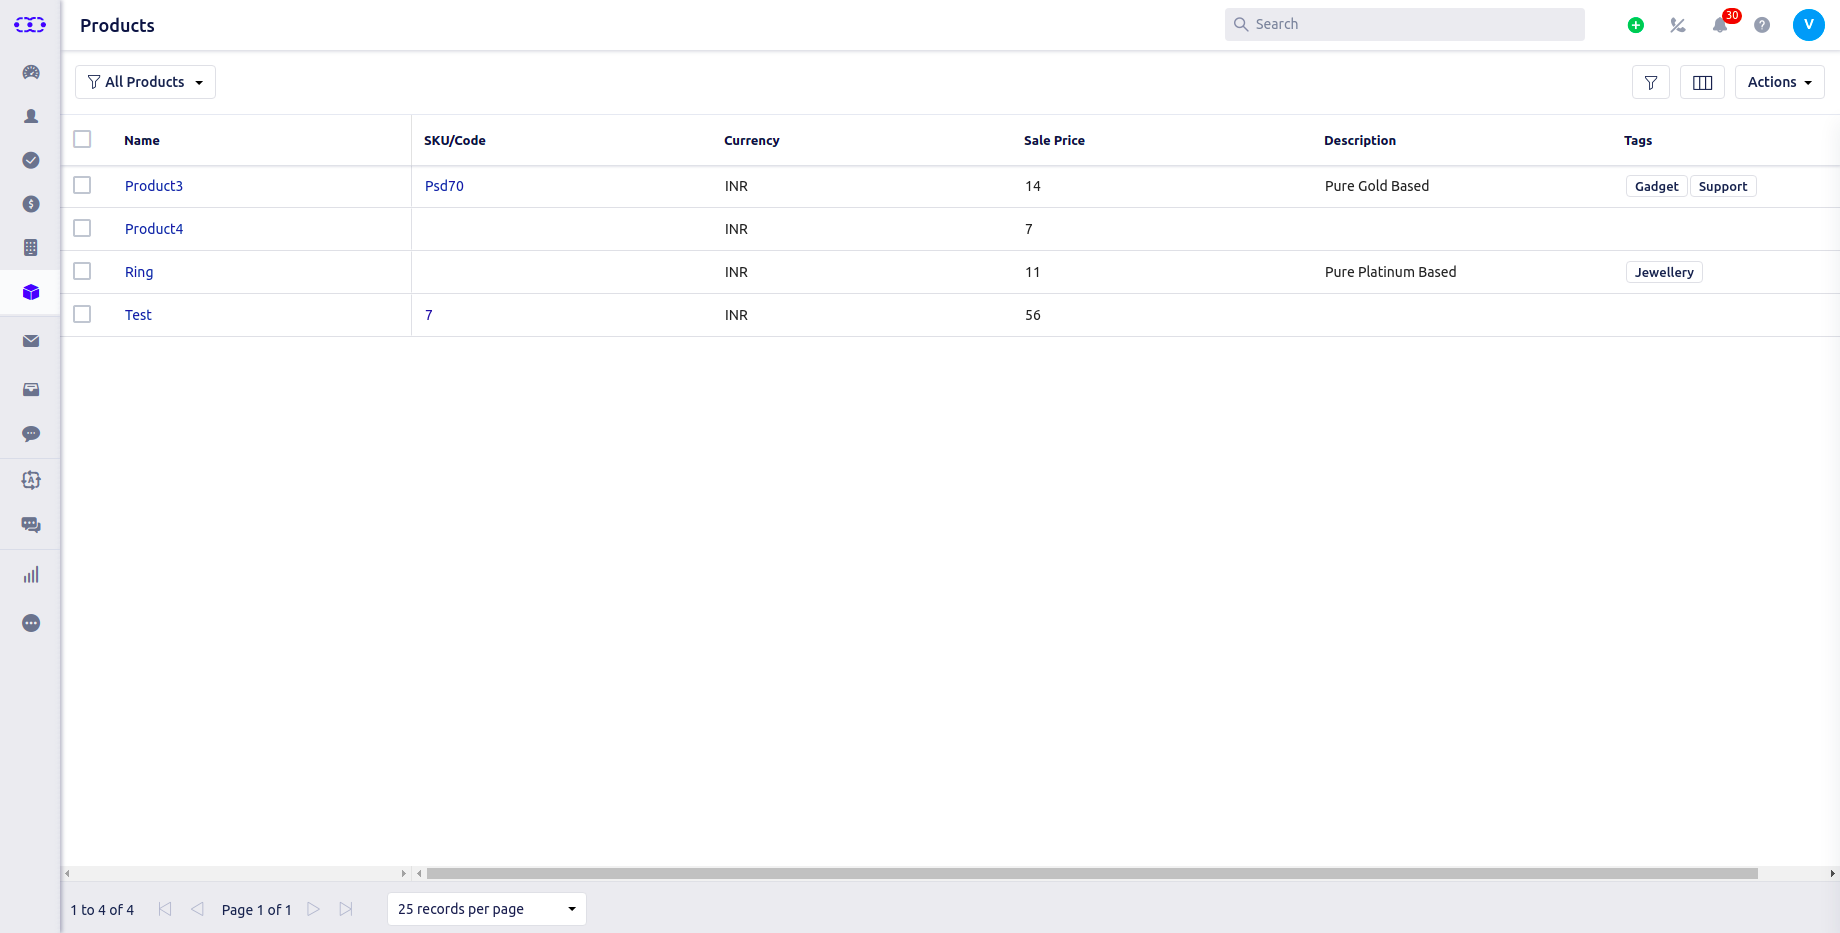 Products
Search
30
V
All Products
Actions
Name SKU/Code Currency Sale Price Description Tags
Product3 Psd70 INR 14 Pure Gold Based Gadget Support
Product4 INR 7
Ring INR 11 Pure Platinum Based Jewellery
Test 7 INR 56
1 to 4 of 4 Page 1 of 1 25 records per page